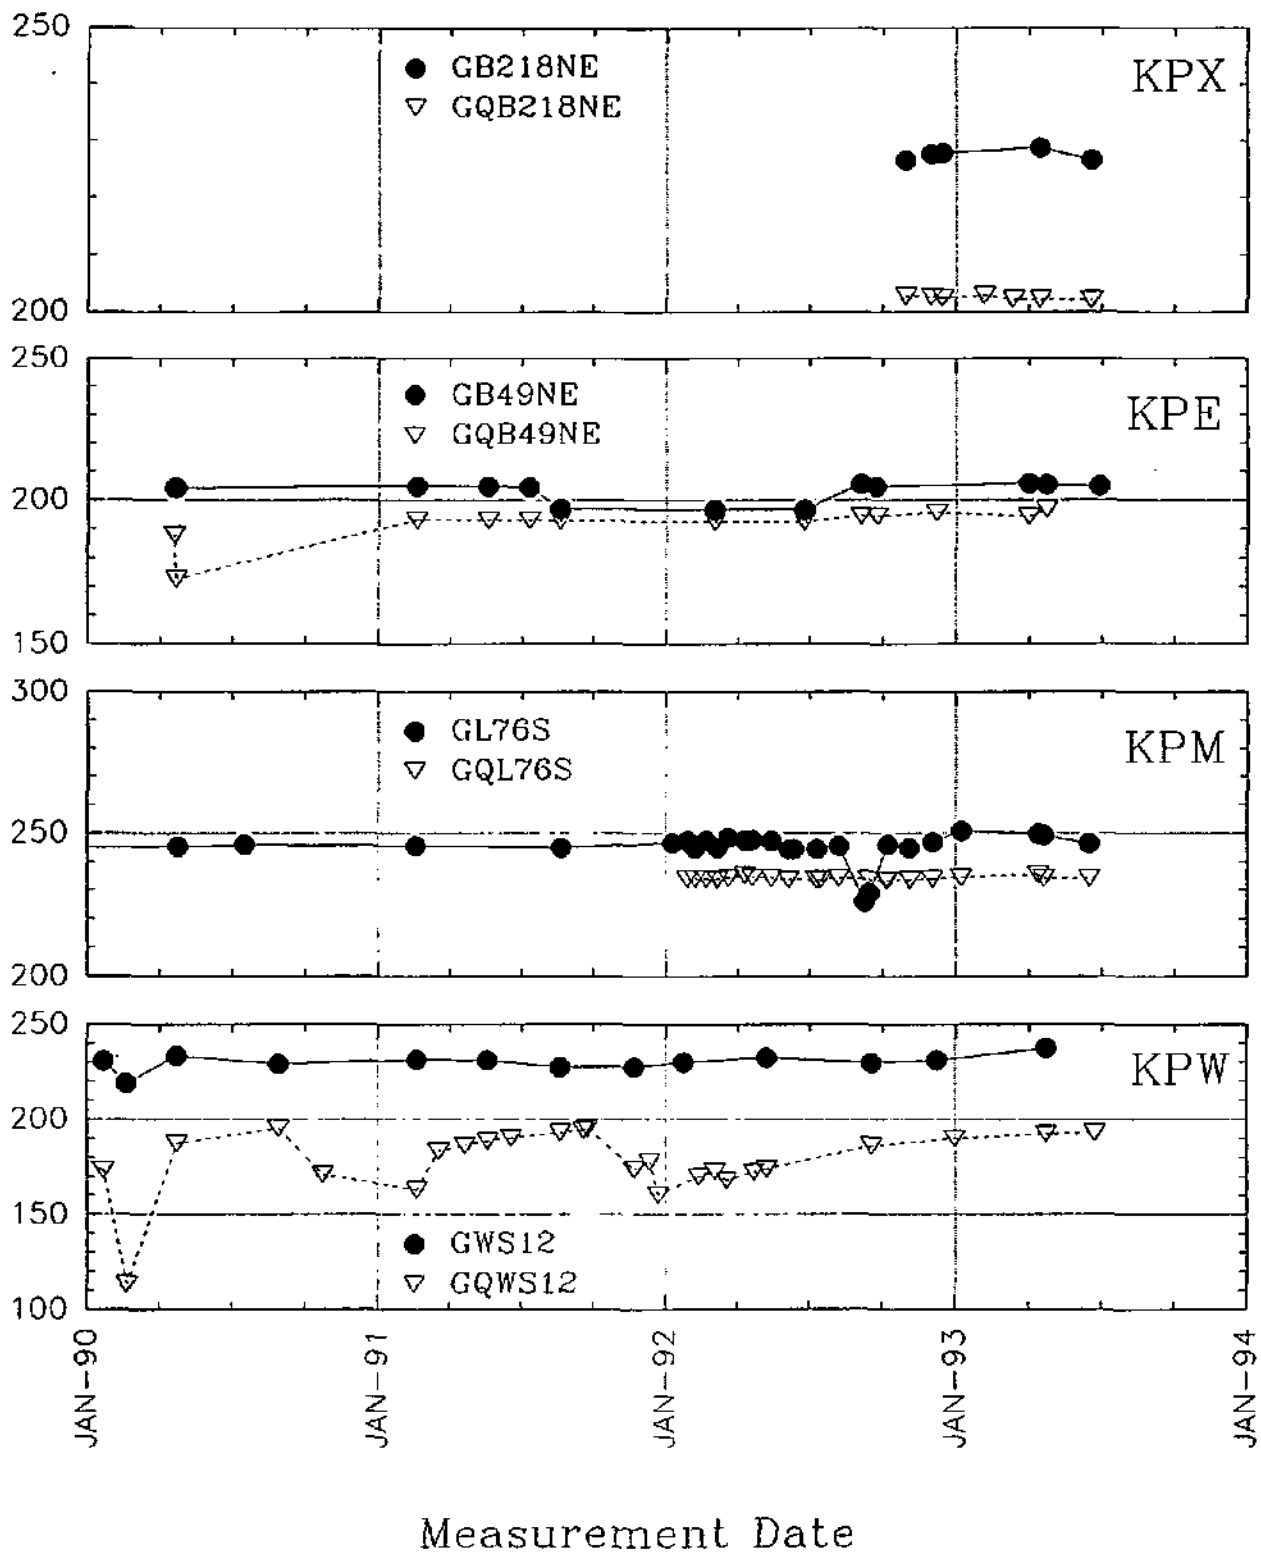 250
GB218NE
KPX
GQB218NE
200
250
GB49NE
KPE
GQB49NE
200
150
300
GL76S
KPM
GQL76S
250
200
250
KPW
200
150
GWS12
GQWS12
100
JAN-90
JAN-91
JAN-92
JAN-93
JAN-94
Measurement Date